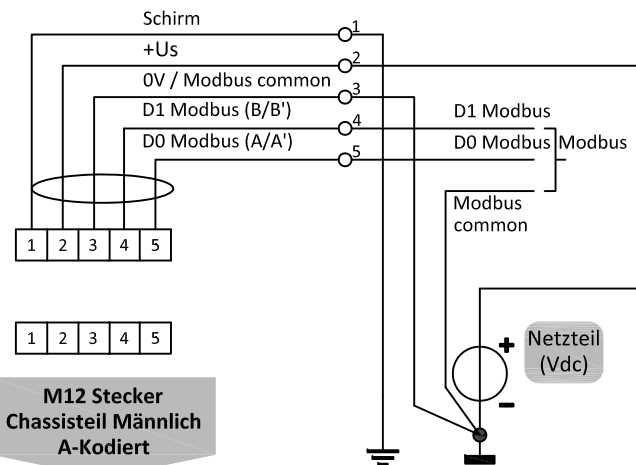 Schirm
1
+Us
2
0V / Modbus common
3
D1 Modbus (B/B')
4
D1 Modbus
D0 Modbus (A/A')
5
D0 Modbus
Modbus
Modbus
common
1 2 3 4 5
1 2 3 4 5
+
Netzteil
(Vdc)
–
M12 Stecker
Chassisteil Männlich
A-Kodiert